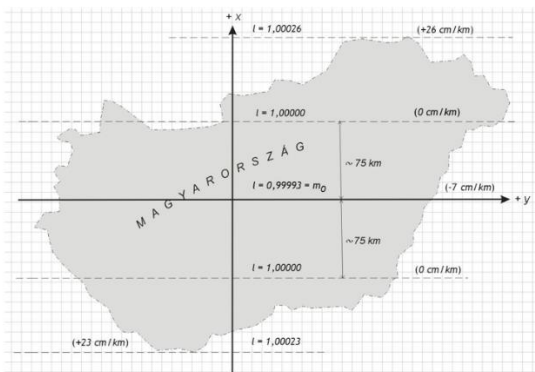 + x
l = 1,00026
(+26 cm/km)
l = 1,00000
(0 cm/km)
~75 km
MAGYARORSZÁG
l = 0,99993 = m₀
(-7 cm/km)
+ y
~75 km
l = 1,00000
(0 cm/km)
(+23 cm/km)
l = 1,00023